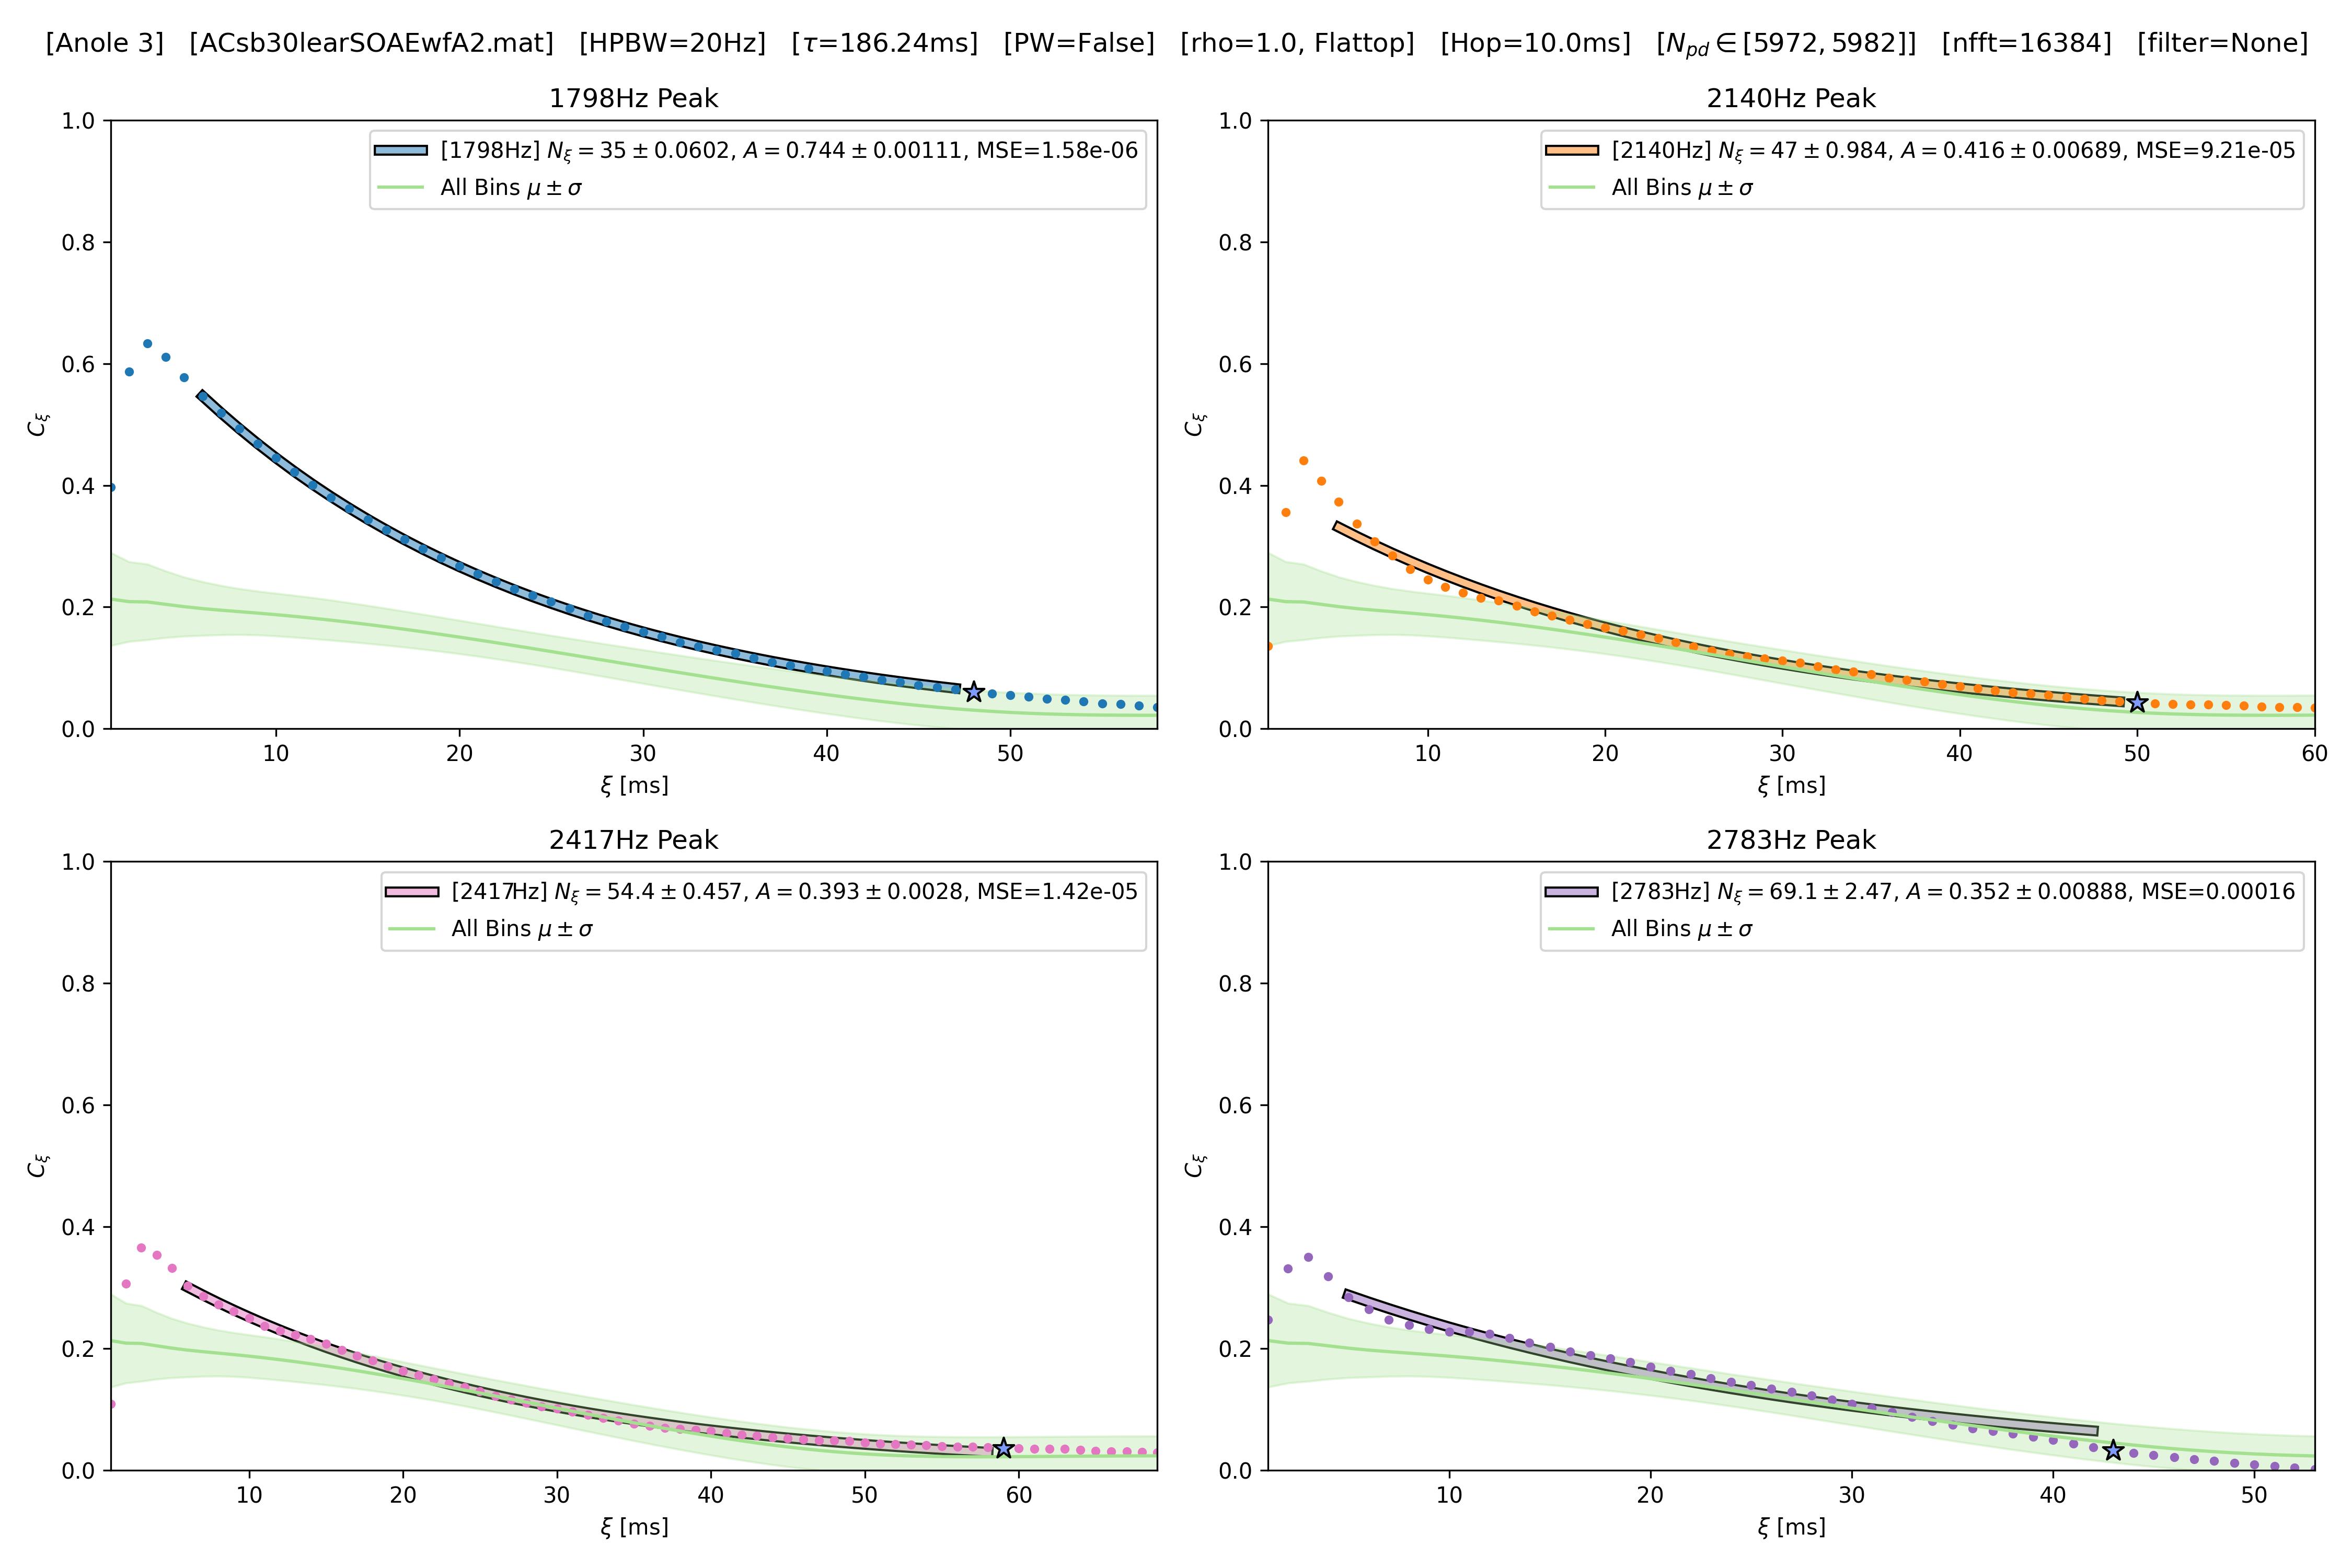 [Anole 3] [ACsb30learSOAEwfA2.mat] [HPBW=20Hz] [τ=186.24ms] [PW=False] [rho=1.0, Flattop] [Hop=10.0ms] [N_pd ∈ [5972, 5982]] [nfft=16384] [filter=None]
1798Hz Peak
[1798Hz] N_ξ = 35 ± 0.0602, A = 0.744 ± 0.00111, MSE=1.58e-06
All Bins μ ± σ
1.0
0.8
0.6
0.4
0.2
0.0
C_ξ
10 20 30 40 50
ξ [ms]
2140Hz Peak
[2140Hz] N_ξ = 47 ± 0.984, A = 0.416 ± 0.00689, MSE=9.21e-05
All Bins μ ± σ
1.0
0.8
0.6
0.4
0.2
0.0
C_ξ
10 20 30 40 50 60
ξ [ms]
2417Hz Peak
[2417Hz] N_ξ = 54.4 ± 0.457, A = 0.393 ± 0.0028, MSE=1.42e-05
All Bins μ ± σ
1.0
0.8
0.6
0.4
0.2
0.0
C_ξ
10 20 30 40 50 60
ξ [ms]
2783Hz Peak
[2783Hz] N_ξ = 69.1 ± 2.47, A = 0.352 ± 0.00888, MSE=0.00016
All Bins μ ± σ
1.0
0.8
0.6
0.4
0.2
0.0
C_ξ
10 20 30 40 50
ξ [ms]